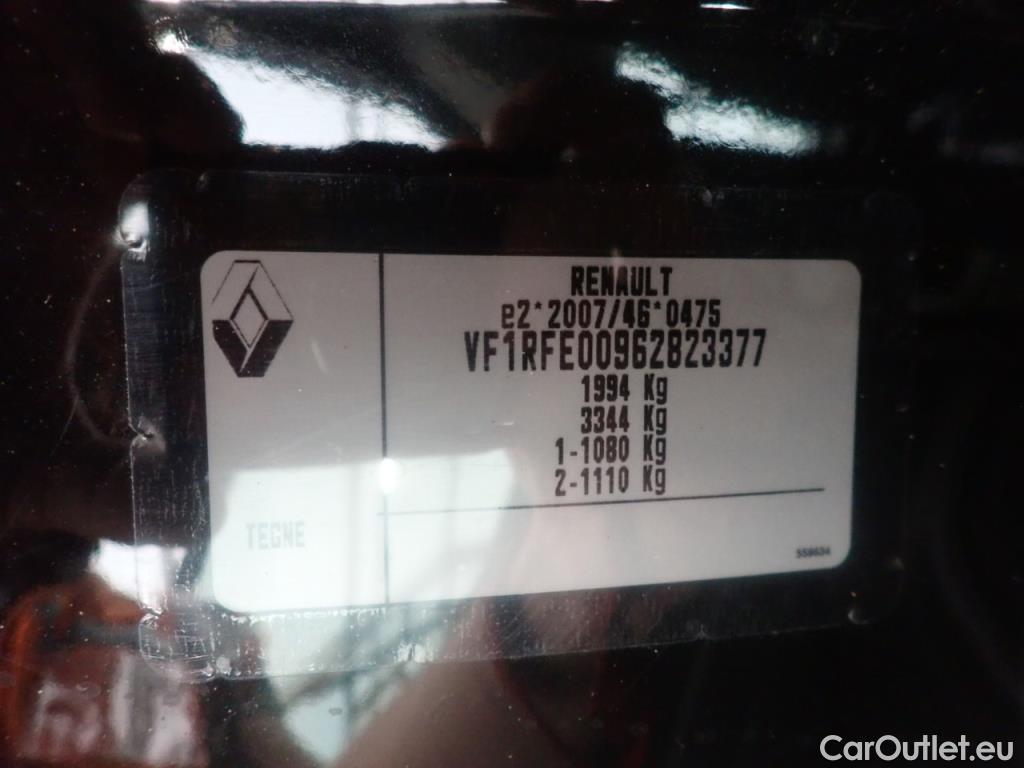 RENAULT
e2*2007/46*0475
VF1RFE00962823377
1994 Kg
3344 Kg
1-1080 Kg
2-1110 Kg
TEGNE
558634
CarOutlet.eu